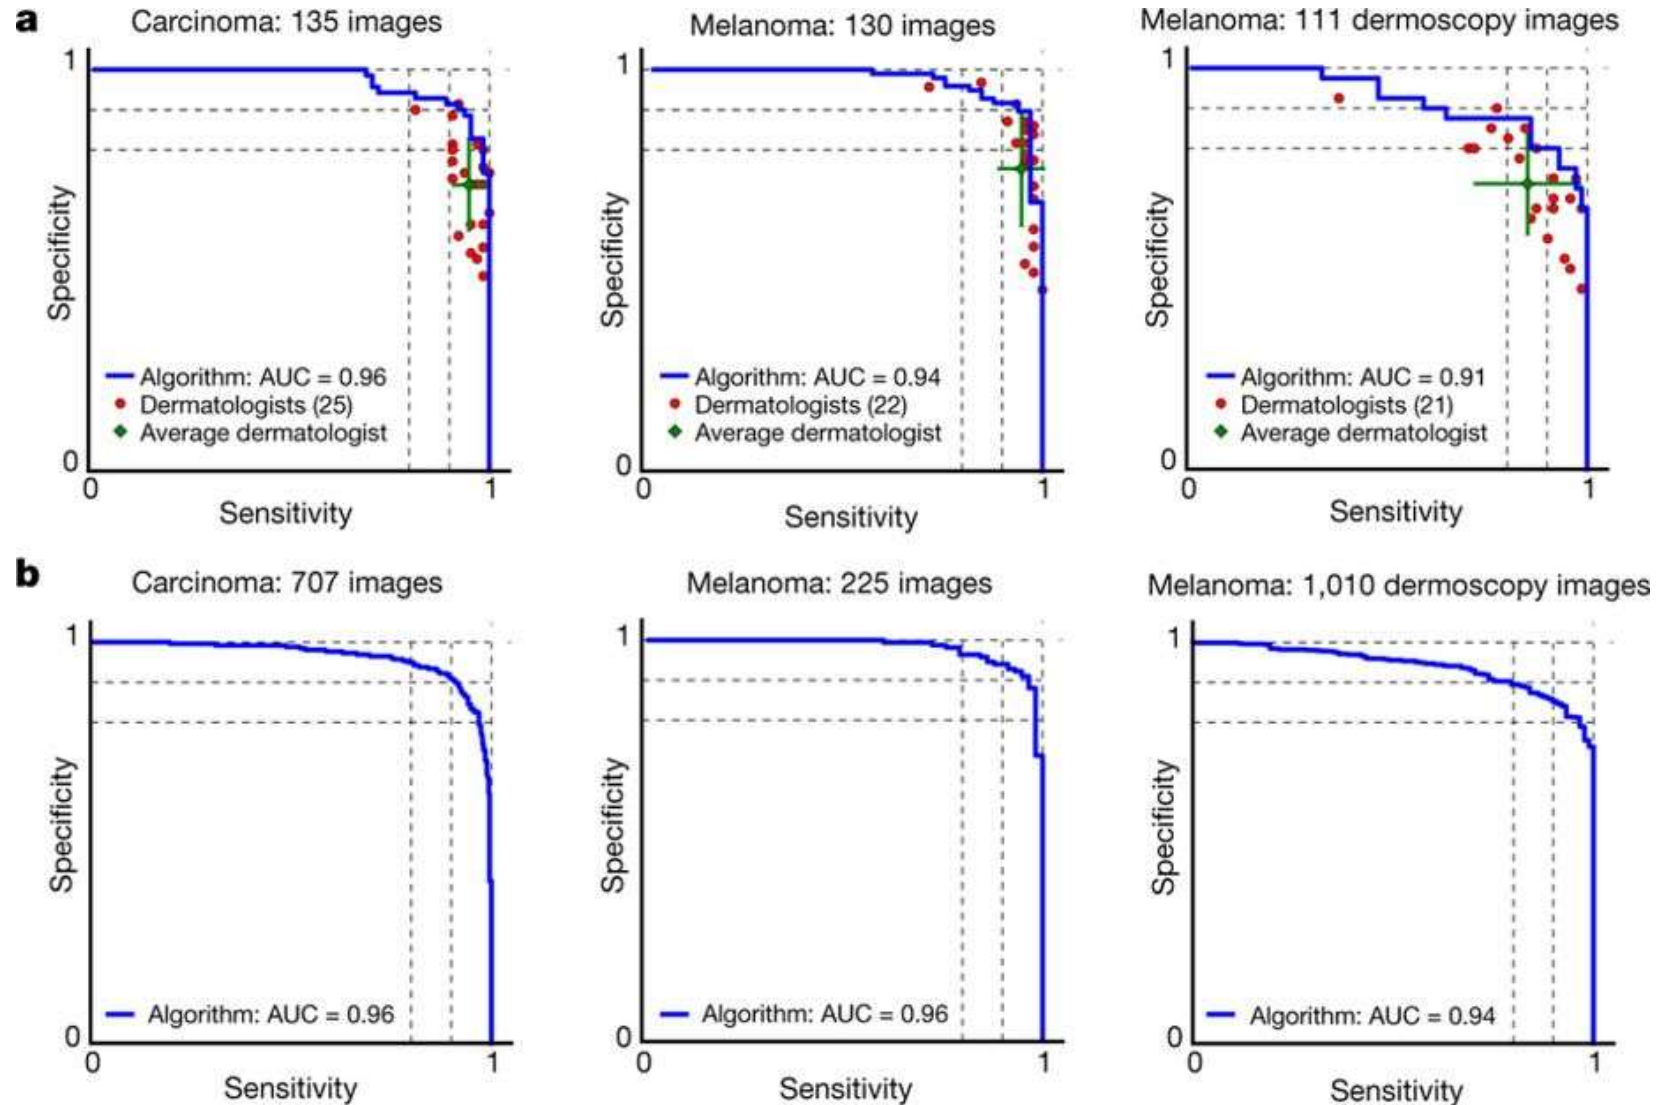 a
Carcinoma: 135 images
1
Specificity
Algorithm: AUC = 0.96
Dermatologists (25)
Average dermatologist
0
0
1
Sensitivity
Melanoma: 130 images
1
Specificity
Algorithm: AUC = 0.94
Dermatologists (22)
Average dermatologist
0
0
1
Sensitivity
Melanoma: 111 dermoscopy images
1
Specificity
Algorithm: AUC = 0.91
Dermatologists (21)
Average dermatologist
0
0
1
Sensitivity
b
Carcinoma: 707 images
1
Specificity
Algorithm: AUC = 0.96
0
0
1
Sensitivity
Melanoma: 225 images
1
Specificity
Algorithm: AUC = 0.96
0
0
1
Sensitivity
Melanoma: 1,010 dermoscopy images
1
Specificity
Algorithm: AUC = 0.94
0
0
1
Sensitivity